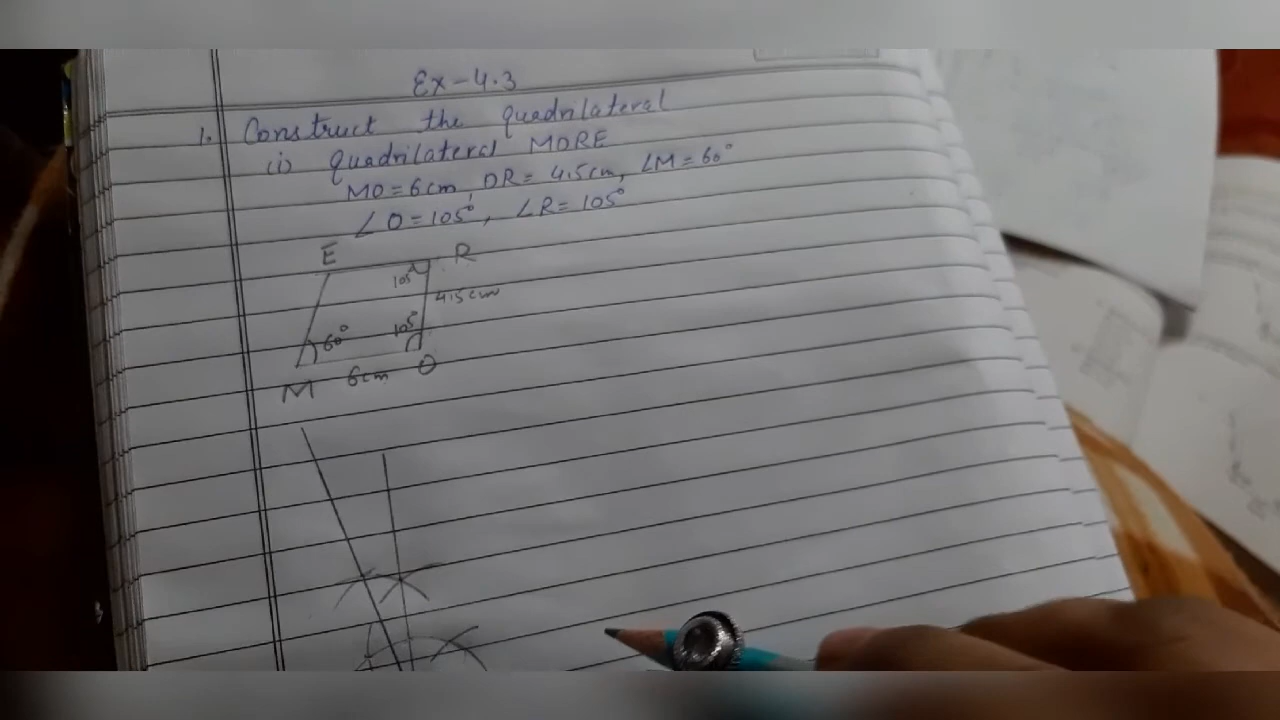 Ex-4.3
1. Construct the quadrilateral
(i) quadrilateral MORE
MO=6cm, OR=4.5cm, ∠M=60°
∠O=105°, ∠R=105°
E R
105°
4.5cm
60° 105°
M 6cm O